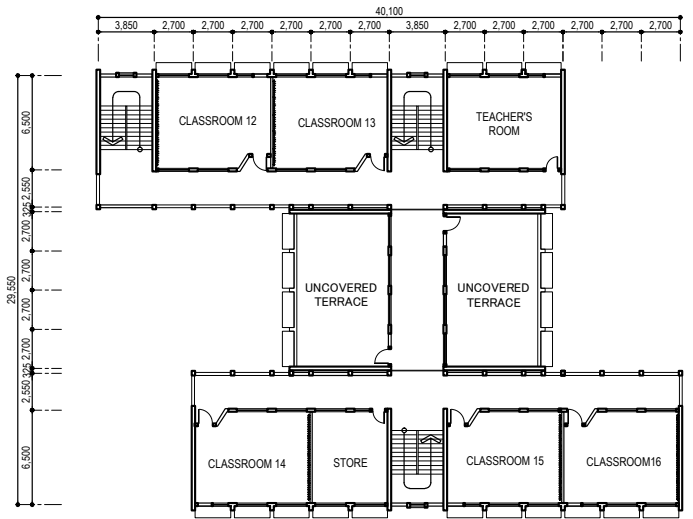 40,100
3,850 2,700 2,700 2,700 2,700 2,700 2,700 3,850 2,700 2,700 2,700 2,700 2,700 2,700
29,550
6,500
2,550
325
2,700
2,700
2,700
2,700
325
2,550
6,500
CLASSROOM 12
CLASSROOM 13
TEACHER'S
ROOM
UNCOVERED
TERRACE
UNCOVERED
TERRACE
CLASSROOM 14
STORE
CLASSROOM 15
CLASSROOM16